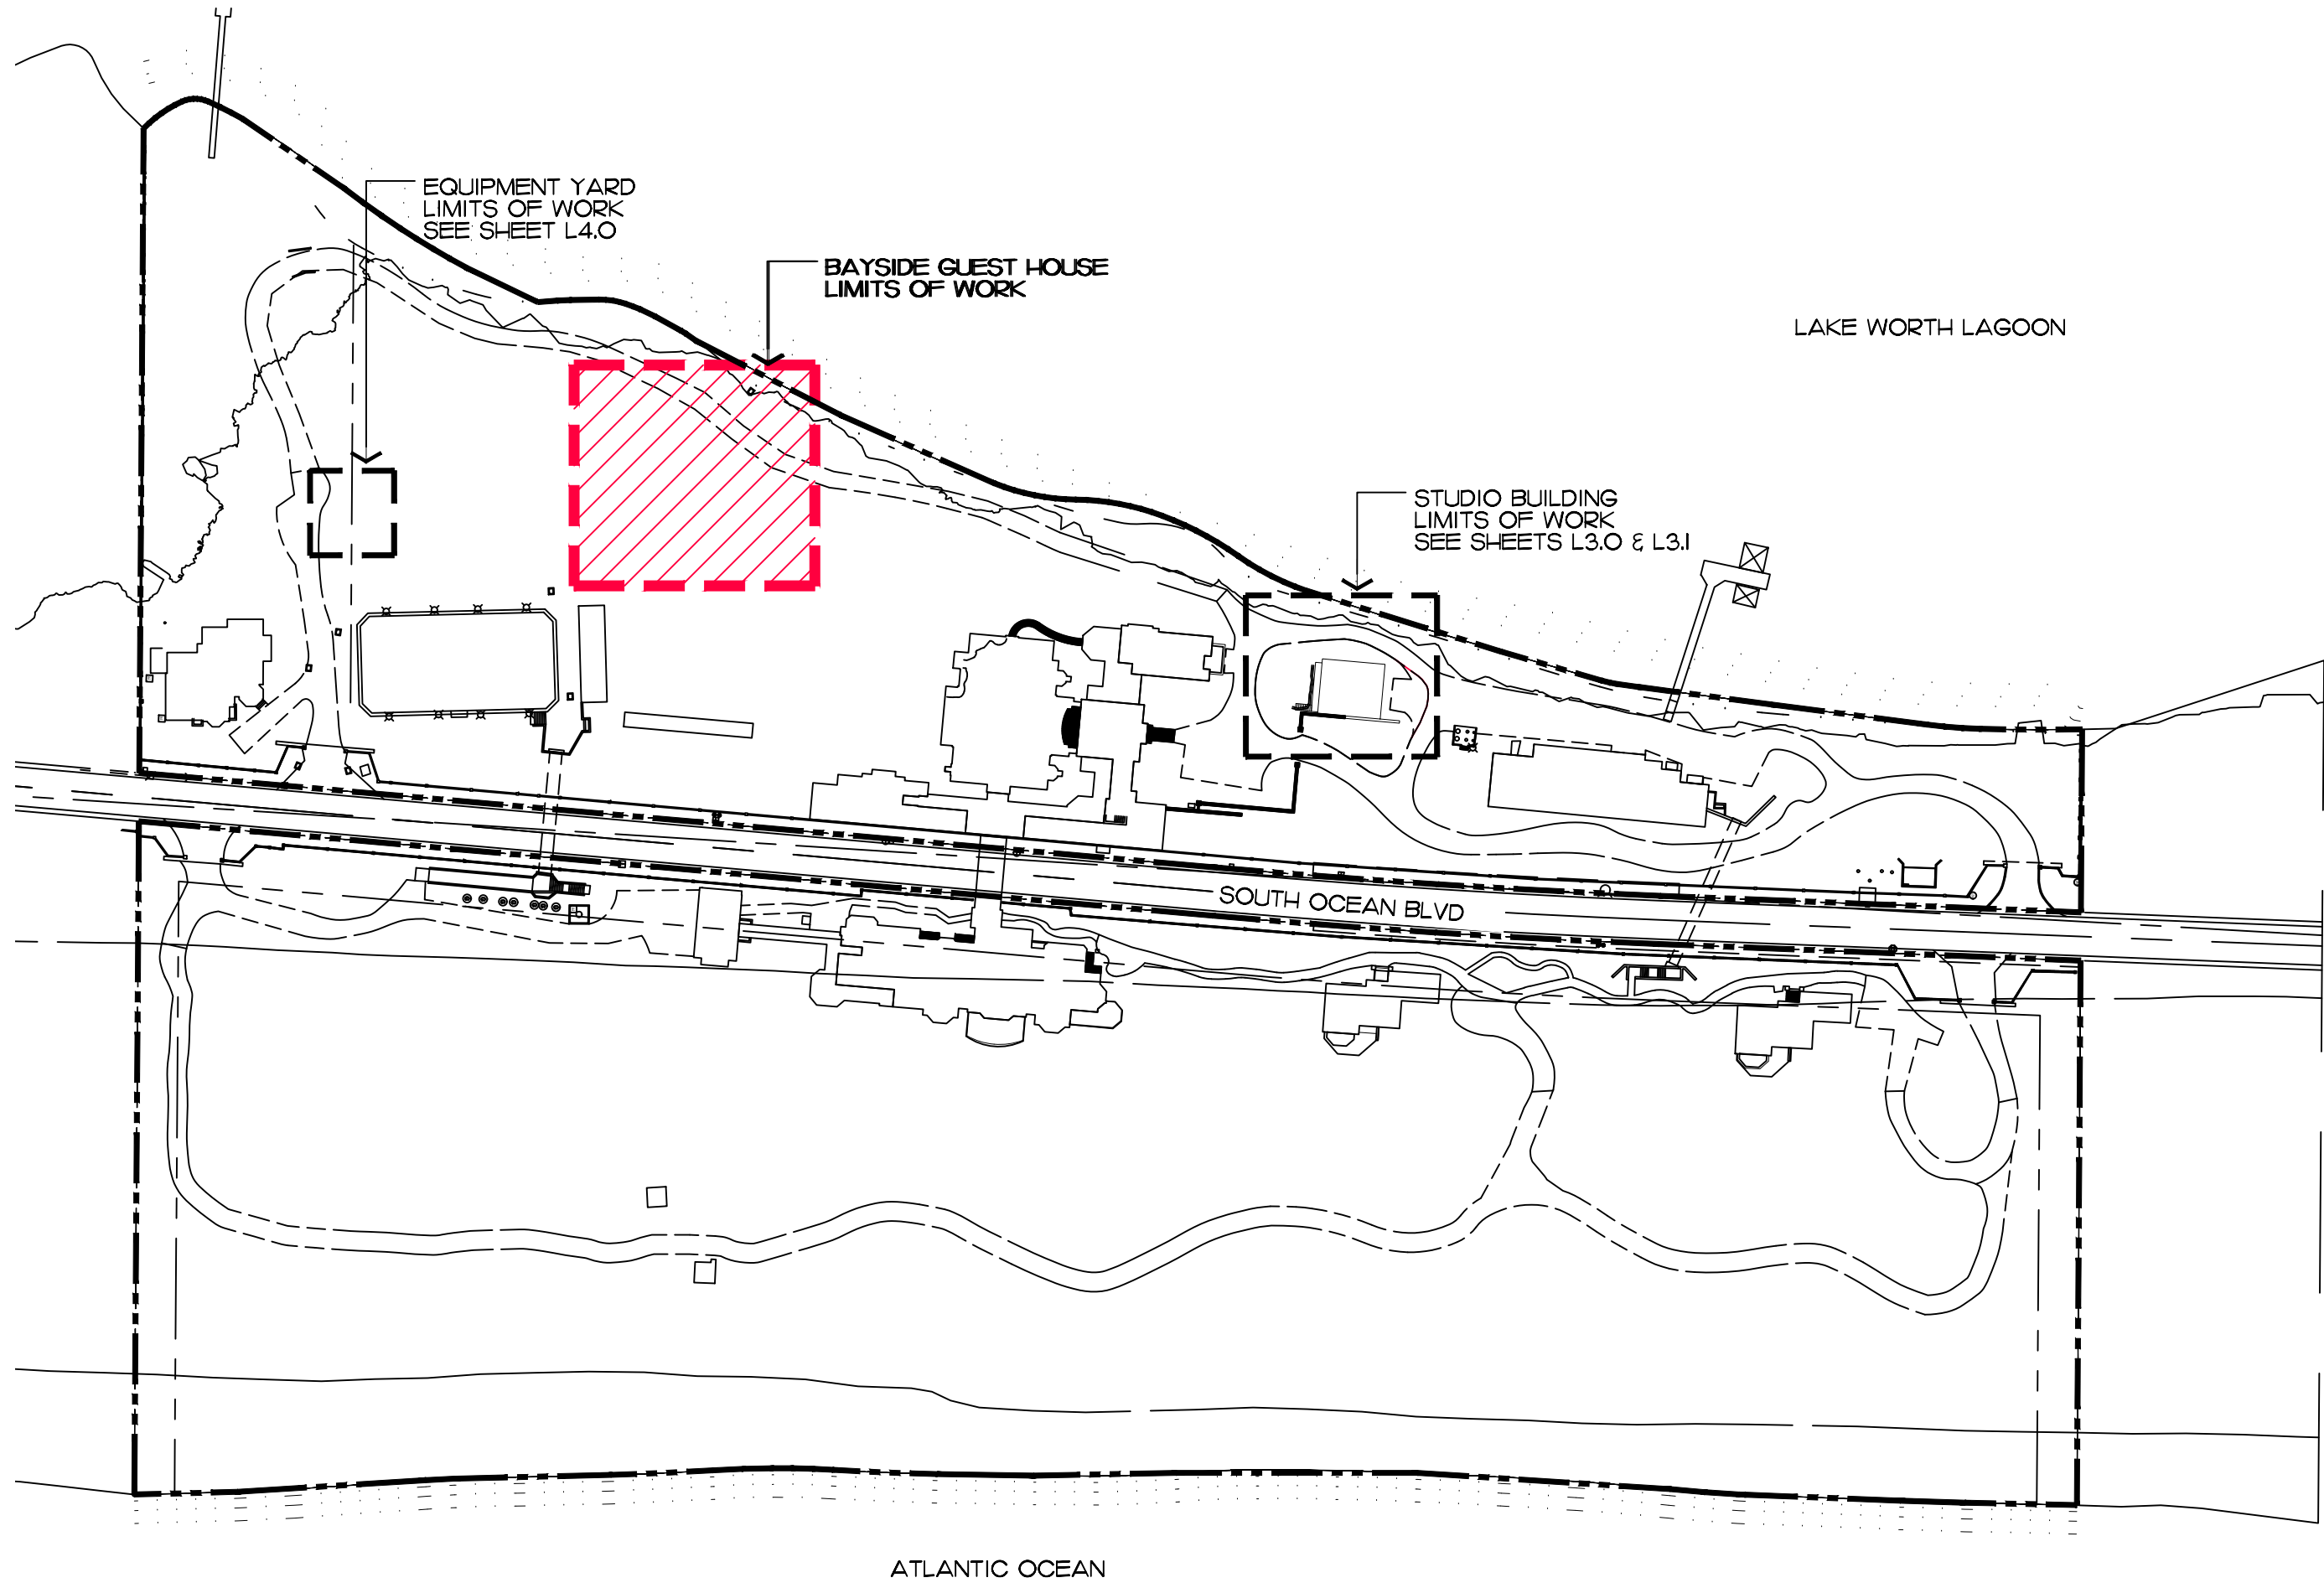 EQUIPMENT YARD
LIMITS OF WORK
SEE SHEET L4.0
BAYSIDE GUEST HOUSE
LIMITS OF WORK
LAKE WORTH LAGOON
STUDIO BUILDING
LIMITS OF WORK
SEE SHEETS L3.0 & L3.1
SOUTH OCEAN BLVD
ATLANTIC OCEAN